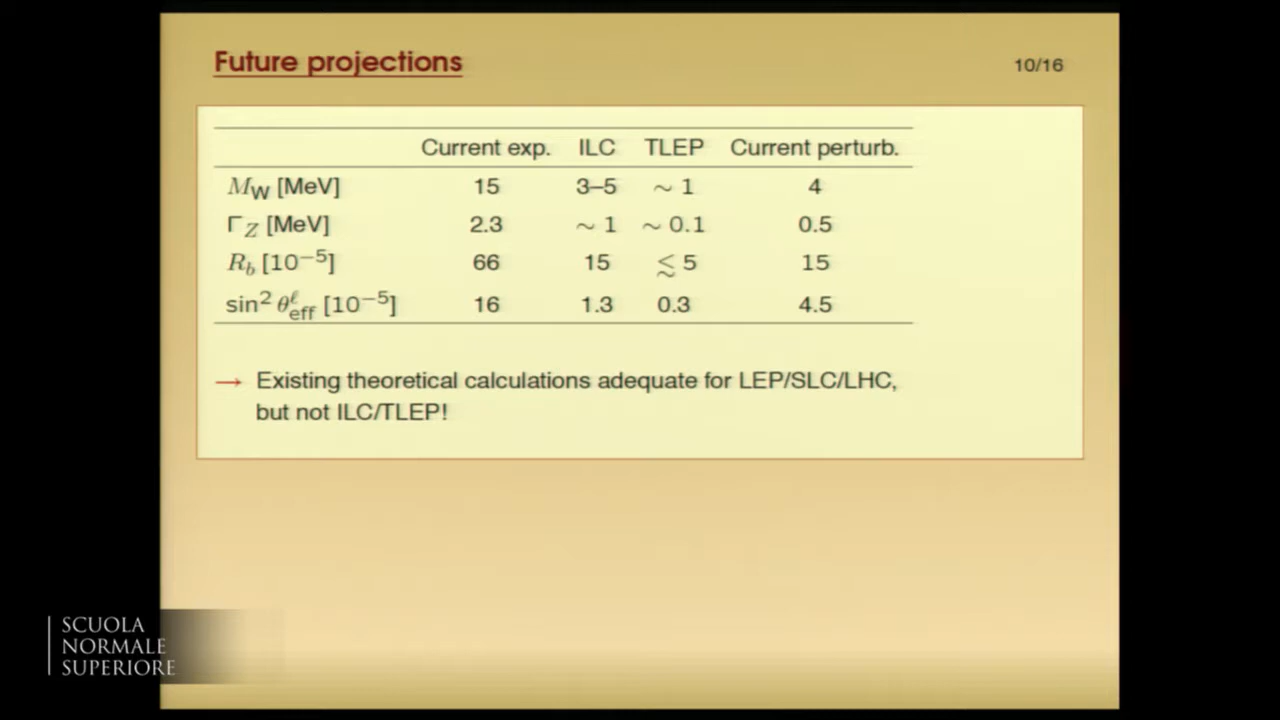 Future projections
10/16
Current exp. ILC TLEP Current perturb.
M_W [MeV] 15 3–5 ∼ 1 4
Γ_Z [MeV] 2.3 ∼ 1 ∼ 0.1 0.5
R_b [10^−5] 66 15 ≲ 5 15
sin² θ^ℓ_eff [10^−5] 16 1.3 0.3 4.5
→ Existing theoretical calculations adequate for LEP/SLC/LHC,
but not ILC/TLEP!
SCUOLA
NORMALE
SUPERIORE